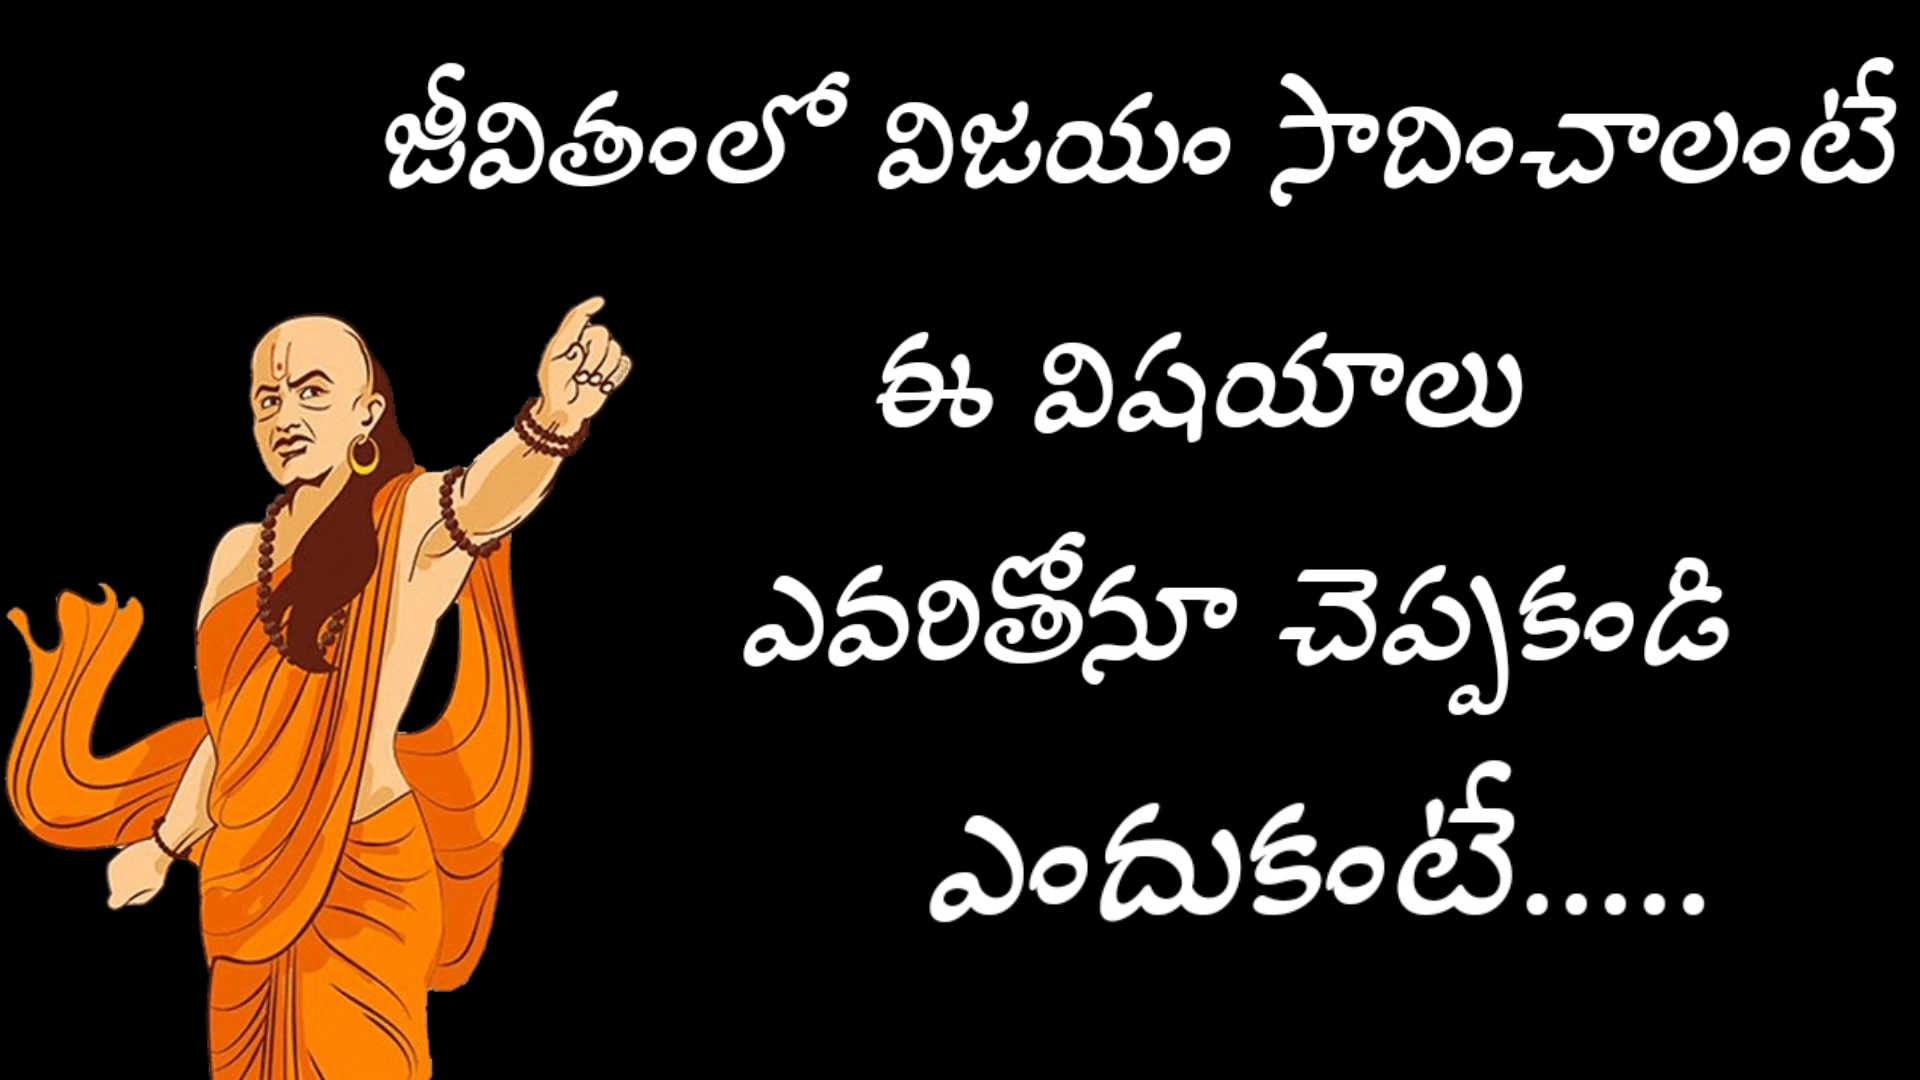 జీవితంలో విజయం సాదించాలంటే
ఈ విషయాలు
ఎవరితోనూ చెప్పకండి
ఎందుకంటే.....